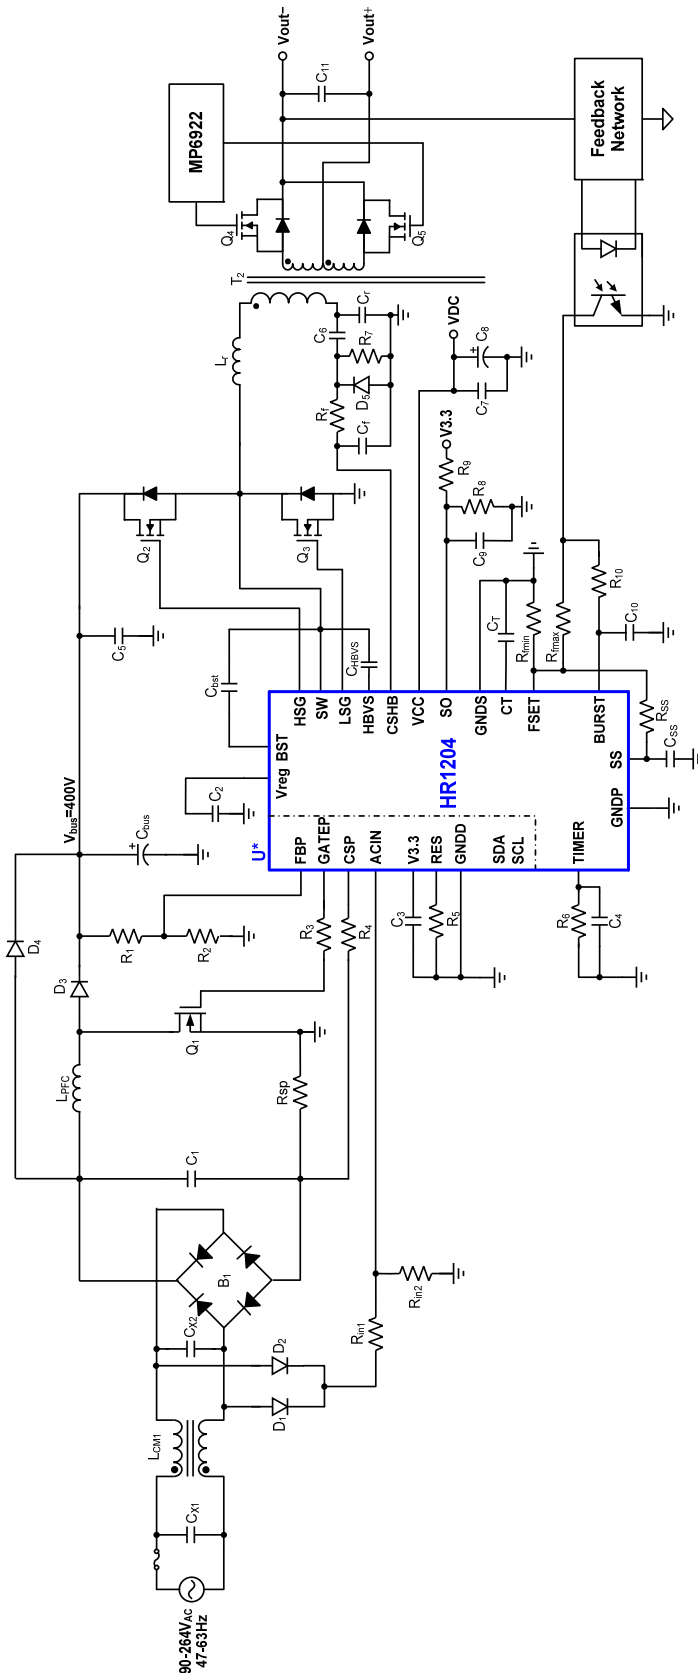 90-264VAC
47-63Hz
CX1
LCM1
CX2
D1
D2
B1
Rin1
Rin2
C1
LPFC
Rsp
Q1
D3
D4
R1
R2
R3
R4
Vbus=400V
Cbus
C2
C3
R5
R6
C4
U*
HR1204
FBP
GATEP
CSP
ACIN
V3.3
RES
GNDD
SDA
SCL
TIMER
Vreg
BST
HSG
SW
LSG
HBVS
CSHB
VCC
SO
GNDS
CT
FSET
BURST
SS
GNDP
Cbst
CHBVS
C5
Q2
Q3
Lr
T2
Rf
Cf
D5
C6
R7
Cr
VDC
C7
C8
V3.3
R9
R8
C9
CT
Rfmin
Rfmax
R10
C10
RSS
CSS
Q4
Q5
MP6922
C11
Vout-
Vout+
Feedback
Network